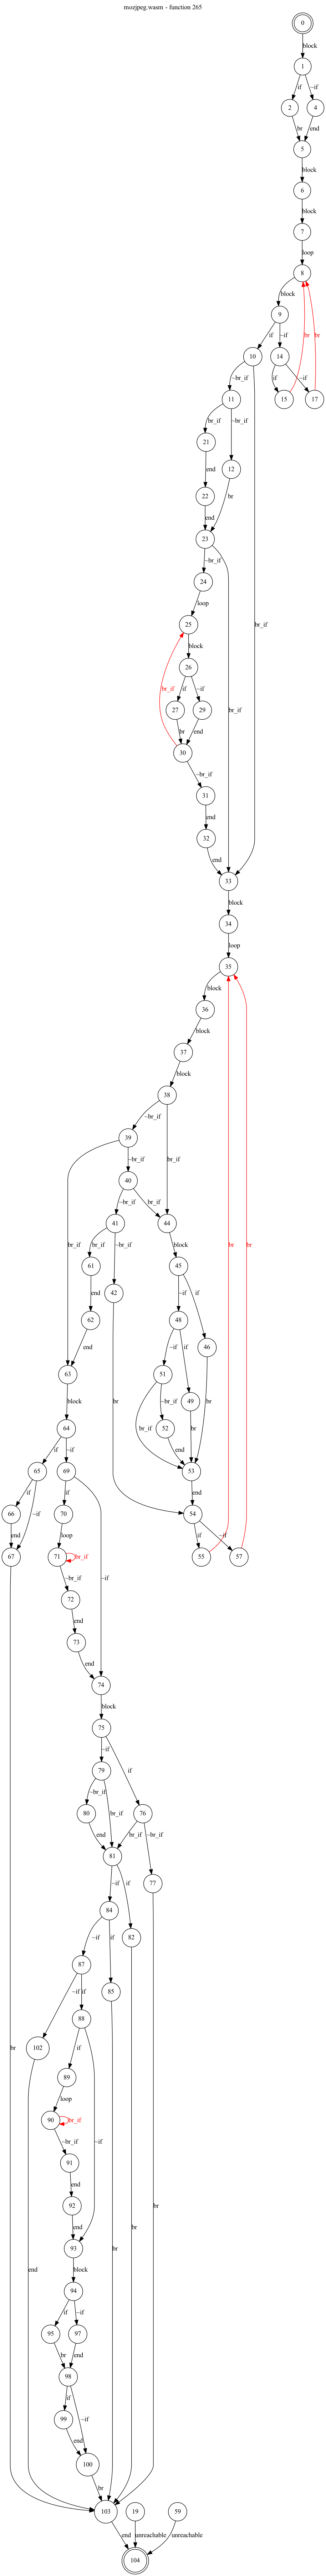 mozjpeg.wasm - function 265
0
block
1
if
~if
2
4
br
end
5
block
6
block
7
loop
8
block
br
br
9
if
~if
10
14
~br_if
if
~if
11
15
17
br_if
~br_if
21
12
end
22
br
end
23
~br_if
24
loop
br_if
br_if
25
block
26
br_if
if
~if
27
29
br
end
30
~br_if
31
end
32
end
33
block
34
loop
35
block
36
block
37
block
38
~br_if
39
br_if
~br_if
40
br_if
br
br
~br_if
br_if
41
44
br_if
~br_if
block
61
42
45
end
~if
if
62
48
46
end
~if
if
63
51
49
br
block
br_if
~br_if
br
64
52
end
if
~if
br
53
65
69
end
if
~if
if
54
66
70
if
~if
end
loop
~if
67
71
br_if
55
57
~br_if
72
end
73
end
74
block
75
~if
if
79
76
~br_if
br_if
br_if
~br_if
80
end
81
77
~if
if
84
82
~if
if
87
85
~if
if
102
88
if
89
loop
~if
90
br_if
br
~br_if
91
end
92
end
br
br
br
end
93
block
94
if
~if
95
97
br
end
98
if
99
~if
end
100
br
103
19
59
end
unreachable
unreachable
104